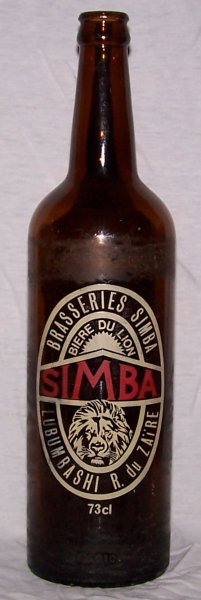 BRASSERIES SIMBA
BIERE DU LION
SIMBA
LUBUMBASHI R. du ZAÏRE
73cl